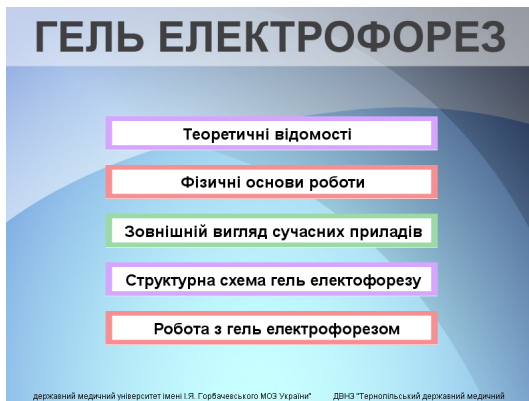 ГЕЛЬ ЕЛЕКТРОФОРЕЗ
Теоретичні відомості
Фізичні основи роботи
Зовнішній вигляд сучасних приладів
Структурна схема гель електофорезу
Робота з гель електрофорезом
державний медичний університет імені І.Я. Горбачевського МОЗ України" ДВНЗ "Тернопільський державний медичний